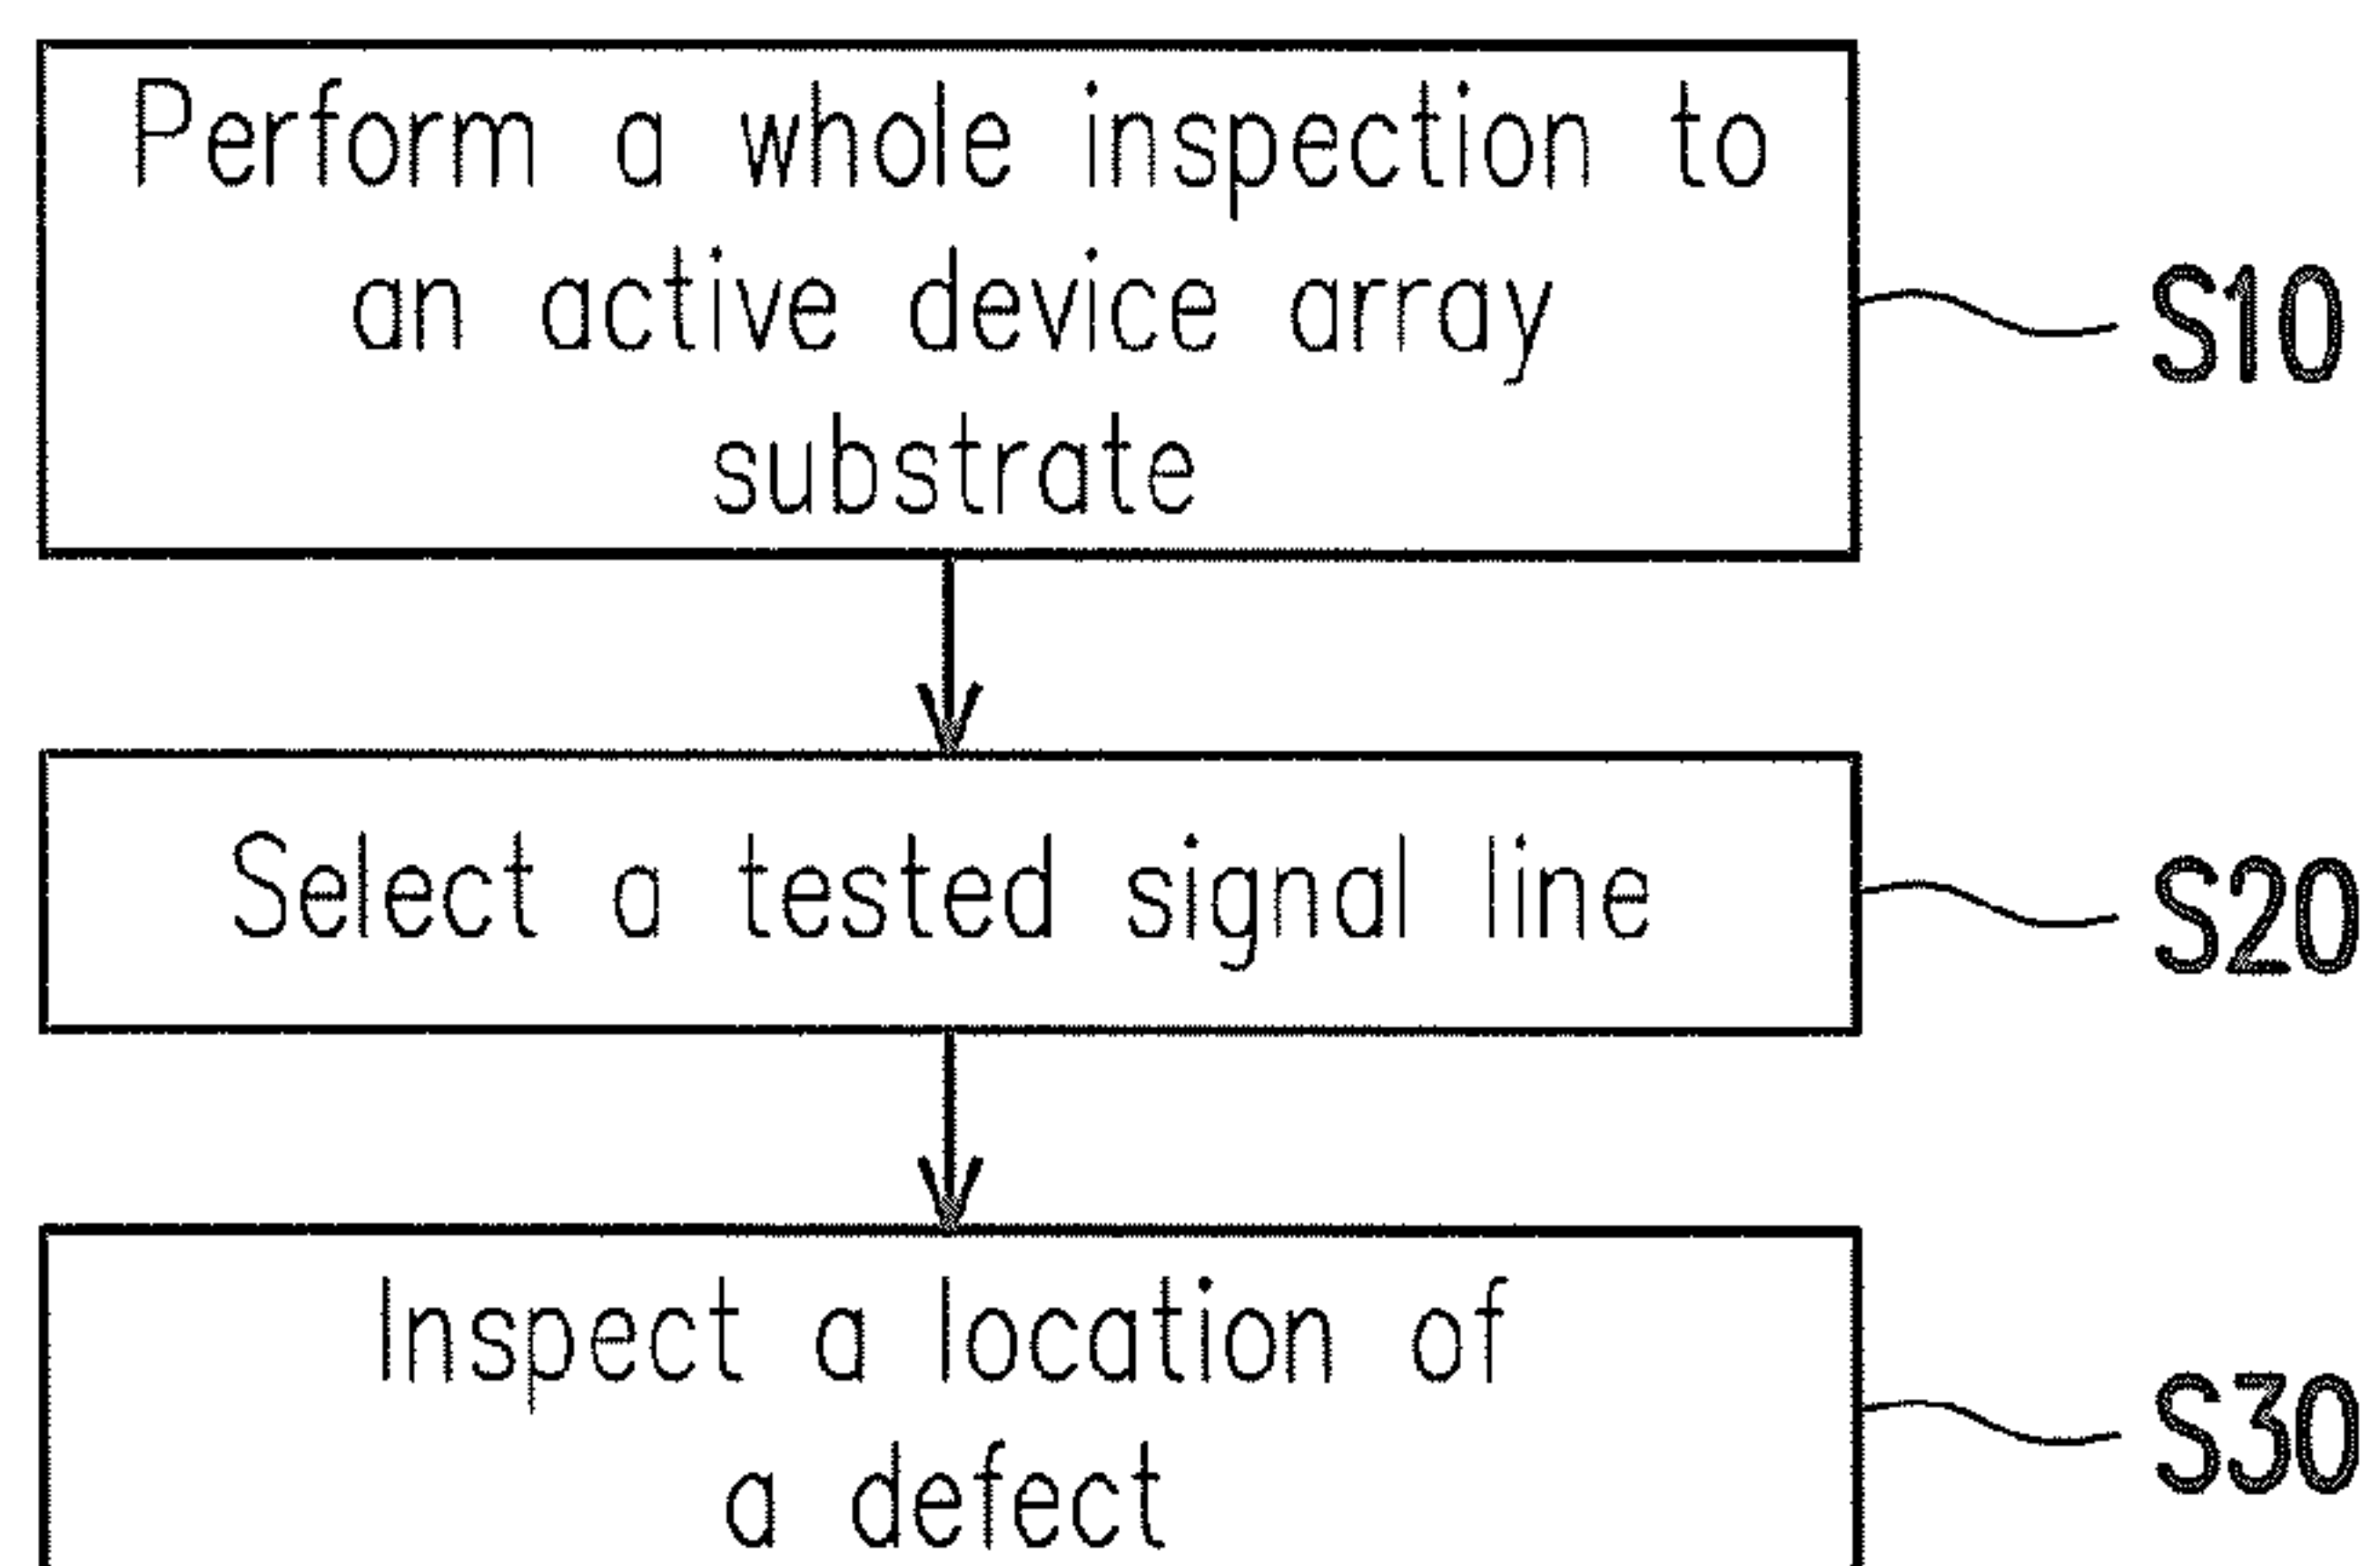 Perform a whole inspection to
an active device array
substrate
S10
Select a tested signal line
S20
Inspect a location of
a defect
S30